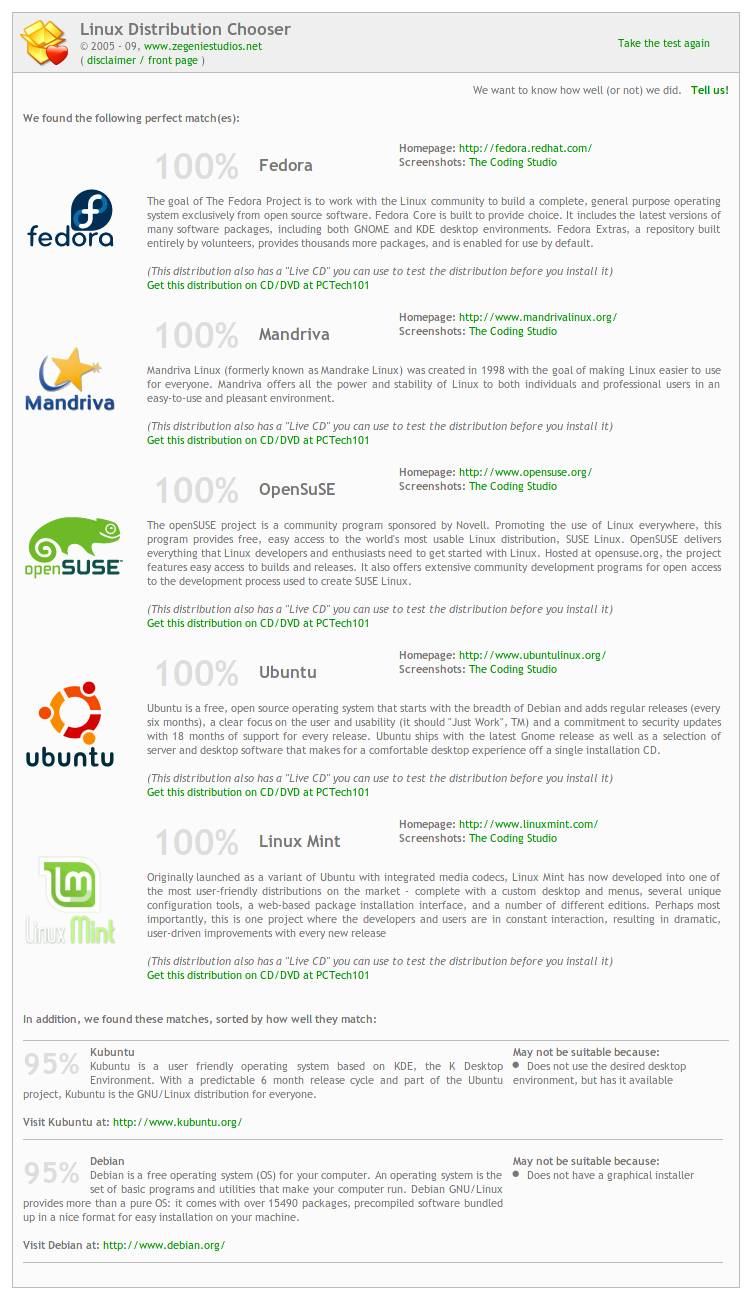 Linux Distribution Chooser
© 2005 - 09, www.zegeniestudios.net
( disclaimer / front page )
Take the test again
We want to know how well (or not) we did. Tell us!
We found the following perfect match(es):
100% Fedora
Homepage: http://fedora.redhat.com/
Screenshots: The Coding Studio
fedora
The goal of The Fedora Project is to work with the Linux community to build a complete, general purpose operating
system exclusively from open source software. Fedora Core is built to provide choice. It includes the latest versions of
many software packages, including both GNOME and KDE desktop environments. Fedora Extras, a repository built
entirely by volunteers, provides thousands more packages, and is enabled for use by default.
(This distribution also has a "Live CD" you can use to test the distribution before you install it)
Get this distribution on CD/DVD at PCTech101
100% Mandriva
Homepage: http://www.mandrivalinux.org/
Screenshots: The Coding Studio
Mandriva
Mandriva Linux (formerly known as Mandrake Linux) was created in 1998 with the goal of making Linux easier to use
for everyone. Mandriva offers all the power and stability of Linux to both individuals and professional users in an
easy-to-use and pleasant environment.
(This distribution also has a "Live CD" you can use to test the distribution before you install it)
Get this distribution on CD/DVD at PCTech101
100% OpenSuSE
Homepage: http://www.opensuse.org/
Screenshots: The Coding Studio
openSUSE™
The openSUSE project is a community program sponsored by Novell. Promoting the use of Linux everywhere, this
program provides free, easy access to the world's most usable Linux distribution, SUSE Linux. OpenSUSE delivers
everything that Linux developers and enthusiasts need to get started with Linux. Hosted at opensuse.org, the project
features easy access to builds and releases. It also offers extensive community development programs for open access
to the development process used to create SUSE Linux.
(This distribution also has a "Live CD" you can use to test the distribution before you install it)
Get this distribution on CD/DVD at PCTech101
100% Ubuntu
Homepage: http://www.ubuntulinux.org/
Screenshots: The Coding Studio
ubuntu
Ubuntu is a free, open source operating system that starts with the breadth of Debian and adds regular releases (every
six months), a clear focus on the user and usability (it should "Just Work", TM) and a commitment to security updates
with 18 months of support for every release. Ubuntu ships with the latest Gnome release as well as a selection of
server and desktop software that makes for a comfortable desktop experience off a single installation CD.
(This distribution also has a "Live CD" you can use to test the distribution before you install it)
Get this distribution on CD/DVD at PCTech101
100% Linux Mint
Homepage: http://www.linuxmint.com/
Screenshots: The Coding Studio
Linux Mint
Originally launched as a variant of Ubuntu with integrated media codecs, Linux Mint has now developed into one of
the most user-friendly distributions on the market - complete with a custom desktop and menus, several unique
configuration tools, a web-based package installation interface, and a number of different editions. Perhaps most
importantly, this is one project where the developers and users are in constant interaction, resulting in dramatic,
user-driven improvements with every new release
(This distribution also has a "Live CD" you can use to test the distribution before you install it)
Get this distribution on CD/DVD at PCTech101
In addition, we found these matches, sorted by how well they match:
95% Kubuntu
Kubuntu is a user friendly operating system based on KDE, the K Desktop
Environment. With a predictable 6 month release cycle and part of the Ubuntu
project, Kubuntu is the GNU/Linux distribution for everyone.
Visit Kubuntu at: http://www.kubuntu.org/
May not be suitable because:
• Does not use the desired desktop
environment, but has it available
95% Debian
Debian is a free operating system (OS) for your computer. An operating system is the
set of basic programs and utilities that make your computer run. Debian GNU/Linux
provides more than a pure OS: it comes with over 15490 packages, precompiled software bundled
up in a nice format for easy installation on your machine.
Visit Debian at: http://www.debian.org/
May not be suitable because:
• Does not have a graphical installer